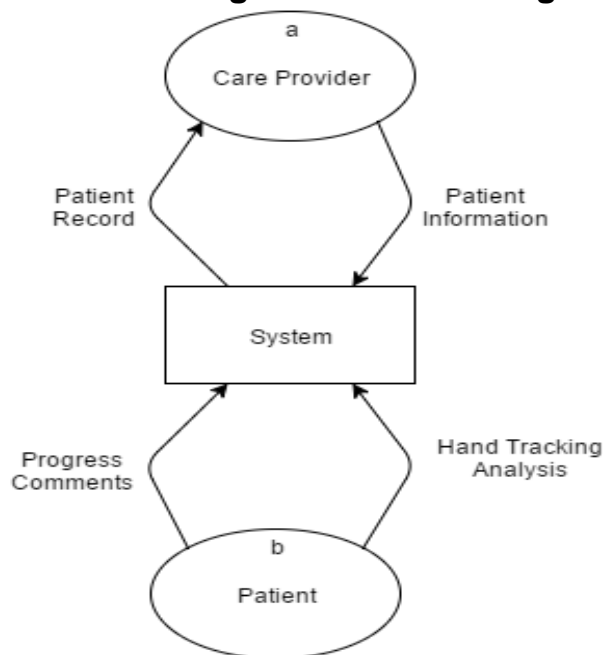 a
Care Provider
Patient
Record
Patient
Information
System
Progress
Comments
Hand Tracking
Analysis
b
Patient